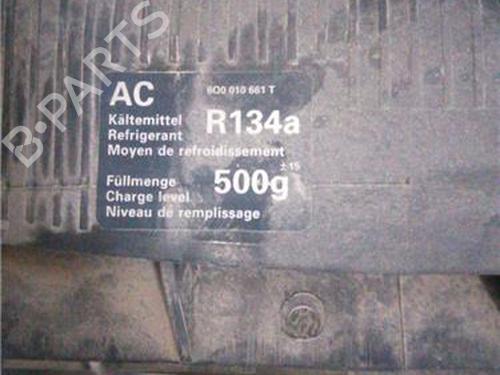 AC 6Q0 010 661 T
Kältemittel
Refrigerant R134a
Moyen de refroidissement
±15
Füllmenge 500g
Charge level
Niveau de remplissage
B-PARTS